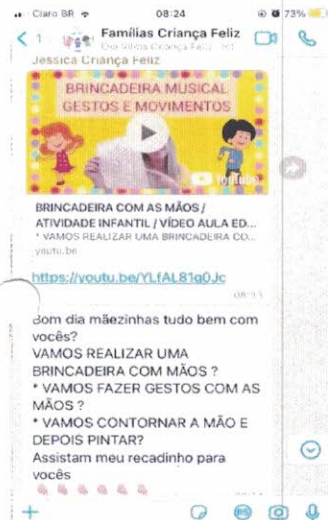 Claro BR 08:24 73%
1 Famílias Criança Feliz
Jéssica Criança Feliz
BRINCADEIRA MUSICAL
GESTOS E MOVIMENTOS
YouTube
BRINCADEIRA COM AS MÃOS /
ATIVIDADE INFANTIL / VÍDEO AULA ED...
* VAMOS REALIZAR UMA BRINCADEIRA CO...
youtu.be
https://youtu.be/YLfAL81g0Jc
Bom dia mãezinhas tudo bem com
vocês?
VAMOS REALIZAR UMA
BRINCADEIRA COM MÃOS ?
* VAMOS FAZER GESTOS COM AS
MÃOS ?
* VAMOS CONTORNAR A MÃO E
DEPOIS PINTAR?
Assistam meu recadinho para
vocês